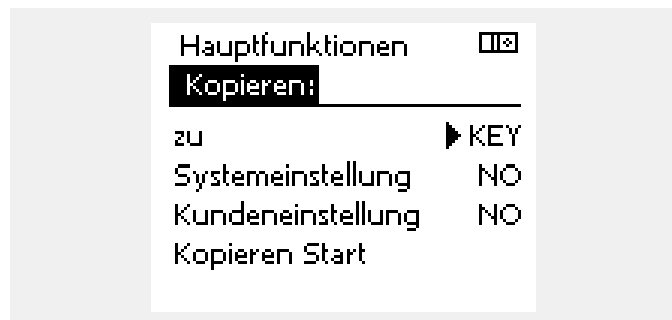 Hauptfunktionen
Kopieren:
zu KEY
Systemeinstellung NO
Kundeneinstellung NO
Kopieren Start